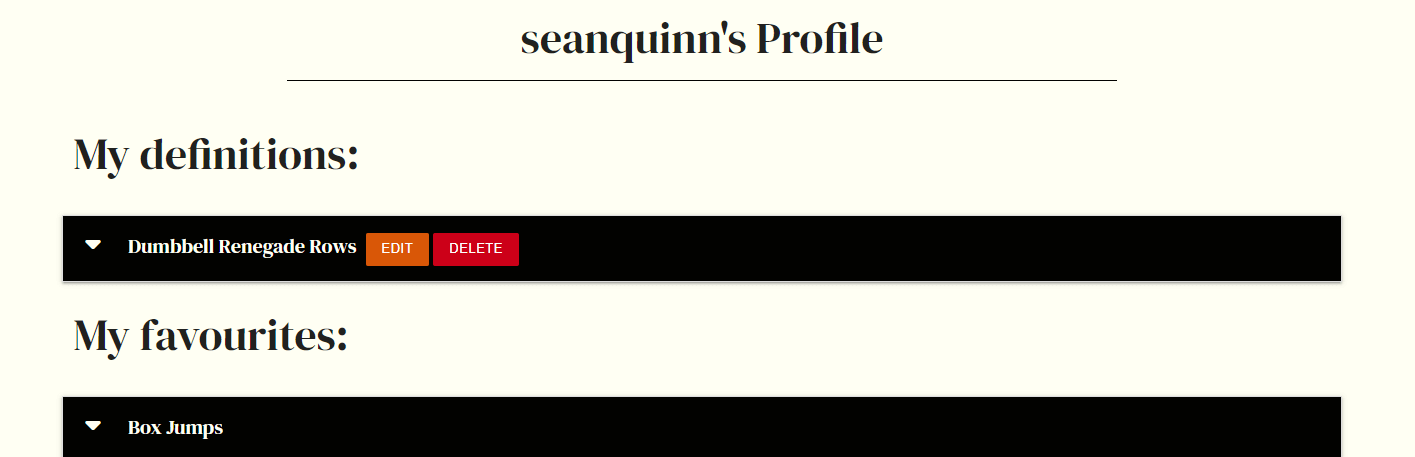 seanquinn's Profile
My definitions:
Dumbbell Renegade Rows EDIT DELETE
My favourites:
Box Jumps